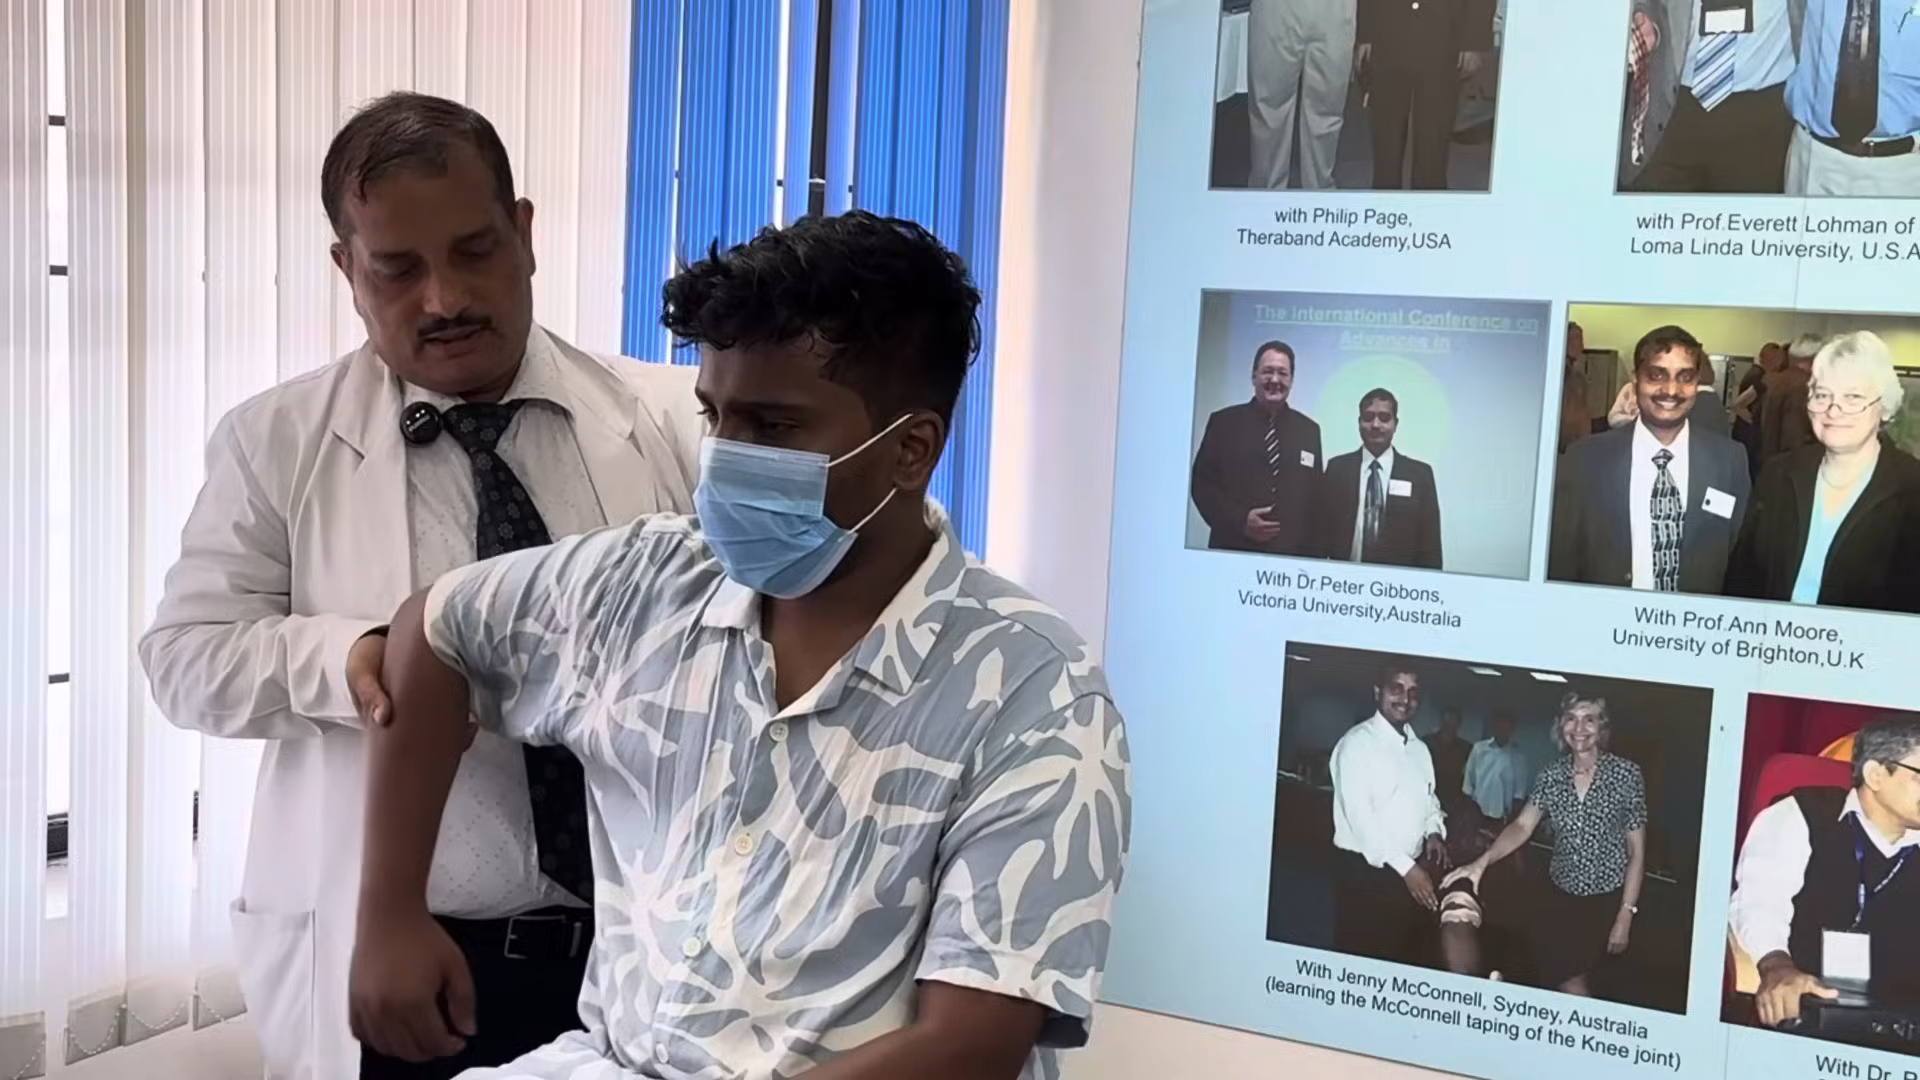 with Philip Page,
Theraband Academy,USA
with Prof.Everett Lohman of
Loma Linda University, U.S.A
The International Conference on
Advances in
With Dr.Peter Gibbons,
Victoria University,Australia
With Prof.Ann Moore,
University of Brighton,U.K
With Jenny McConnell, Sydney, Australia
(learning the McConnell taping of the Knee joint)
With Dr.